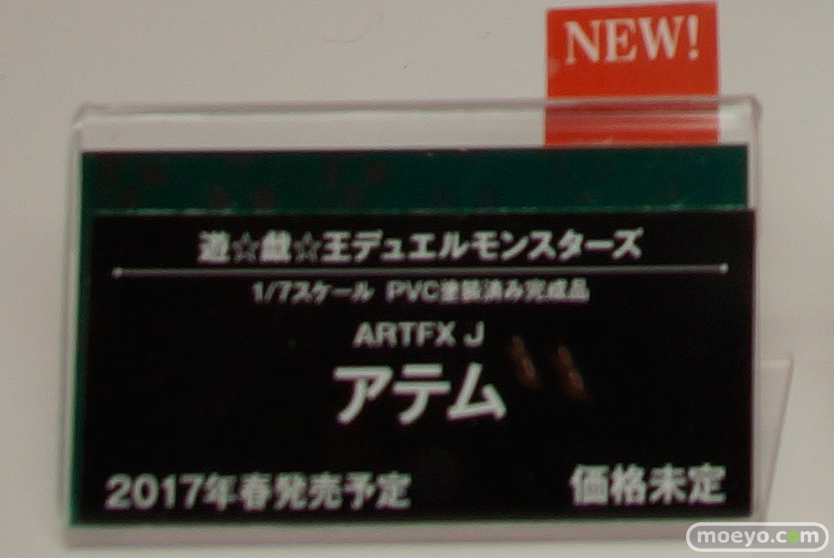 NEW!
遊☆戯☆王デュエルモンスターズ
1/7スケール PVC塗装済み完成品
ARTFX J
アテム
2017年春発売予定
価格未定
moeyo.com